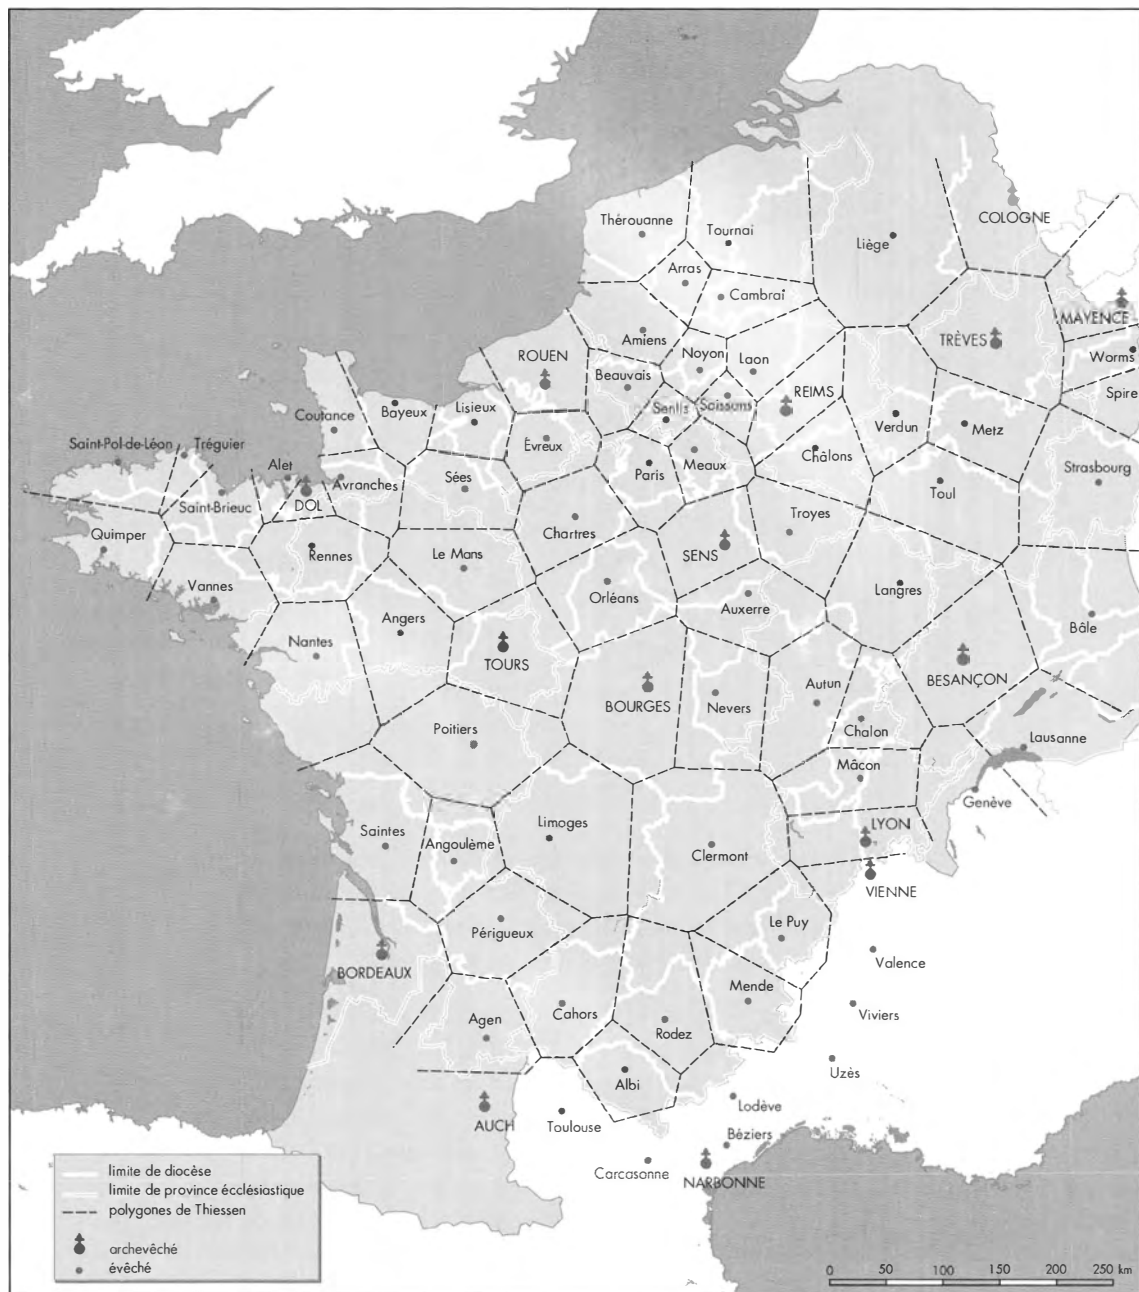 Thérouanne
Tournai
Liège
COLOGNE
Arras
Cambrai
MAYENCE
TRÈVES
Amiens
ROUEN
Noyon
Laon
Worms
Beauvais
REIMS
Spire
Coutance
Bayeux
Lisieux
Senlis
Soissons
Verdun
Metz
Saint-Pol-de-Léon
Tréguier
Évreux
Meaux
Châlons
Strasbourg
Alet
Avranches
Sées
Paris
Toul
Saint-Brieuc
DOL
Quimper
Chartres
Troyes
Rennes
Le Mans
SENS
Vannes
Orléans
Auxerre
Langres
Angers
Bâle
Nantes
TOURS
BESANÇON
Autun
BOURGES
Nevers
Poitiers
Chalon
Lausanne
Mâcon
Genève
Saintes
Angoulême
Limoges
LYON
Clermont
VIENNE
Le Puy
Périgueux
Valence
BORDEAUX
Mende
Agen
Cahors
Rodez
Viviers
Uzès
Albi
Lodève
AUCH
Toulouse
Béziers
Carcasonne
NARBONNE
limite de diocèse
limite de province écclésiastique
polygones de Thiessen
archevêché
évêché
0 50 100 150 200 250 km